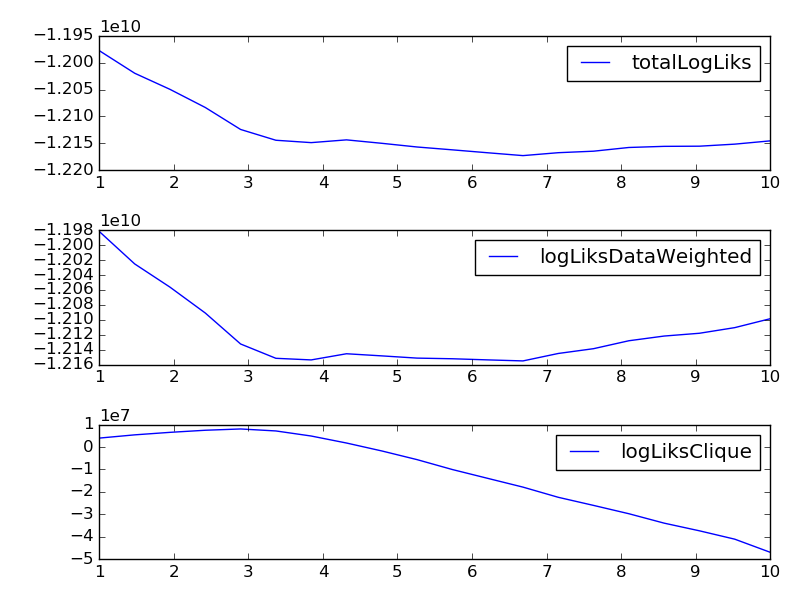 1e10
−1.195
−1.200
−1.205
−1.210
−1.215
−1.220
totalLogLiks
1 2 3 4 5 6 7 8 9 10
1e10
−1.198
−1.200
−1.202
−1.204
−1.206
−1.208
−1.210
−1.212
−1.214
−1.216
logLiksDataWeighted
1 2 3 4 5 6 7 8 9 10
1e7
1
0
−1
−2
−3
−4
−5
logLiksClique
1 2 3 4 5 6 7 8 9 10